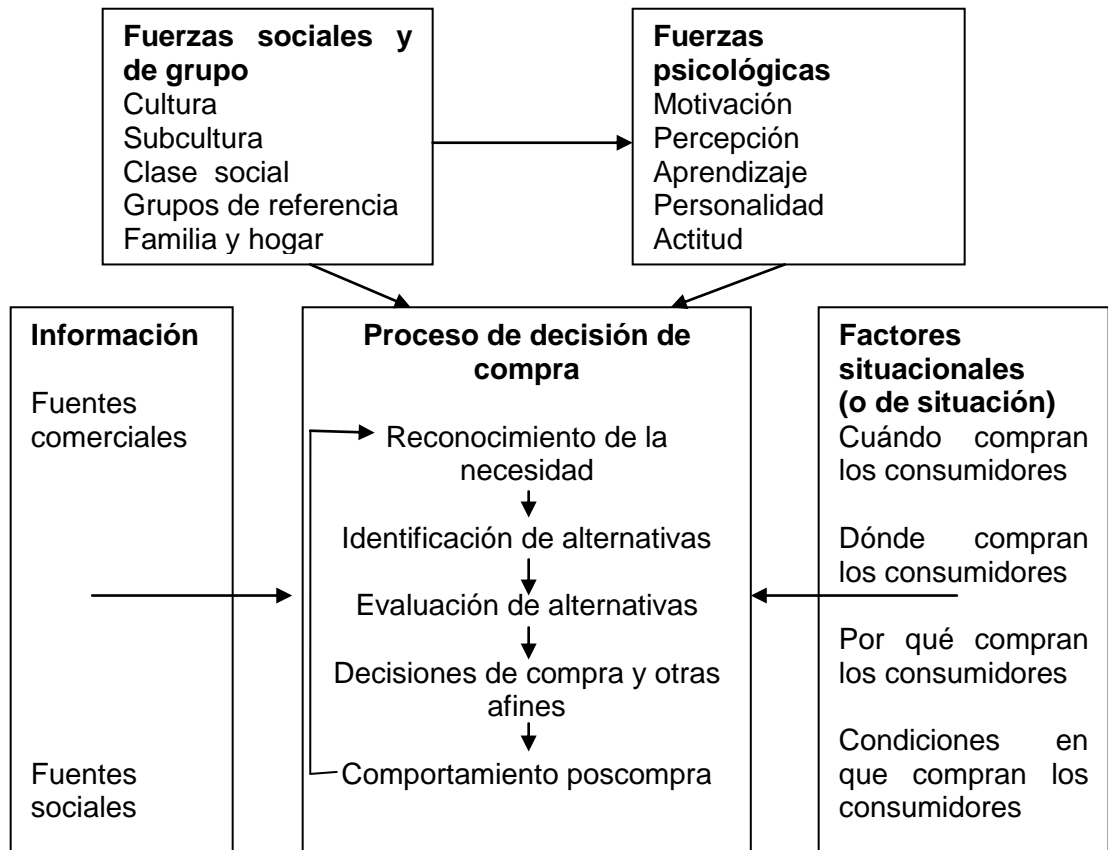 Fuerzas sociales y
de grupo
Cultura
Subcultura
Clase social
Grupos de referencia
Familia y hogar
Fuerzas
psicológicas
Motivación
Percepción
Aprendizaje
Personalidad
Actitud
Información
Fuentes
comerciales
Fuentes
sociales
Proceso de decisión de
compra
Reconocimiento de la
necesidad
Identificación de alternativas
Evaluación de alternativas
Decisiones de compra y otras
afines
Comportamiento poscompra
Factores
situacionales
(o de situación)
Cuándo compran
los consumidores
Dónde compran
los consumidores
Por qué compran
los consumidores
Condiciones en
que compran los
consumidores